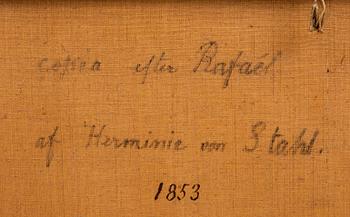 copia efter Rafaël
af Herminie von Stahl.
1853